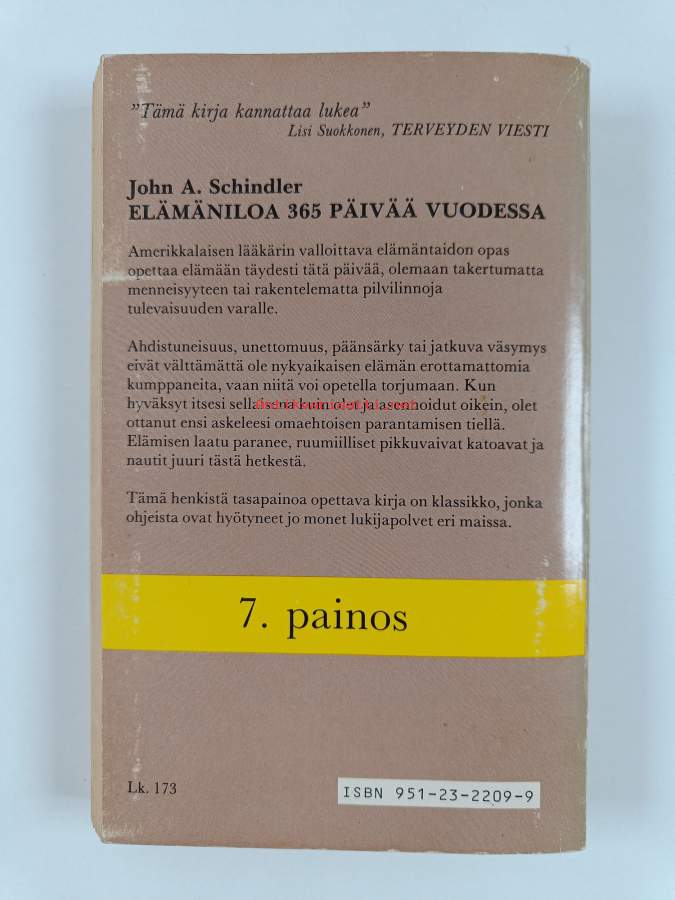 ”Tämä kirja kannattaa lukea”
Lisi Suokkonen, TERVEYDEN VIESTI
John A. Schindler
ELÄMÄNILOA 365 PÄIVÄÄ VUODESSA
Amerikkalaisen lääkärin valloittava elämäntaidon opas
opettaa elämään täydesti tätä päivää, olemaan takertumatta
menneisyyteen tai rakentelematta pilvilinnoja
tulevaisuuden varalle.
Ahdistuneisuus, unettomuus, päänsärky tai jatkuva väsymys
eivät välttämättä ole nykyaikaisen elämän erottamattomia
kumppaneita, vaan niitä voi opetella torjumaan. Kun
hyväksyt itsesi sellaisena kuin olet ja asennoidut oikein, olet
ottanut ensi askeleesi omaehtoisen parantamisen tiellä.
Elämisen laatu paranee, ruumiilliset pikkuvaivat katoavat ja
nautit juuri tästä hetkestä.
Tämä henkistä tasapainoa opettava kirja on klassikko, jonka
ohjeista ovat hyötyneet jo monet lukijapolvet eri maissa.
7. painos
Lk. 173
ISBN 951-23-2209-9